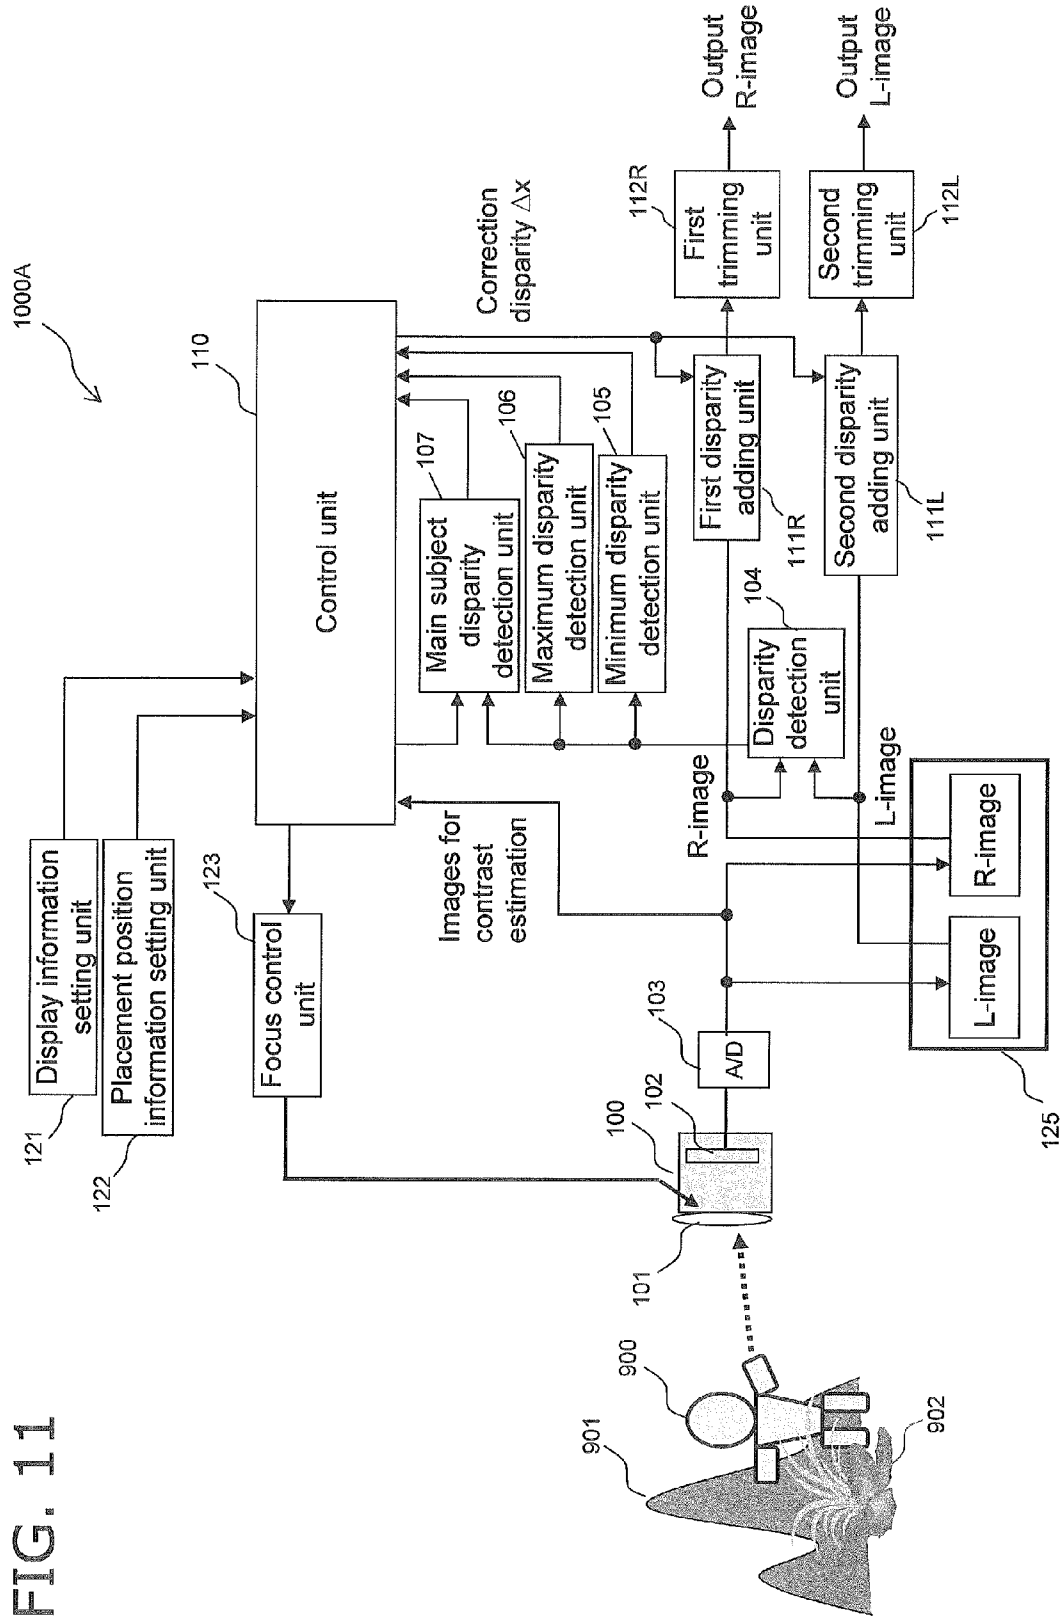 FIG. 11
1000A
Display information
setting unit
121
Placement position
information setting unit
122
110
Control unit
123
Focus control
unit
Images for
contrast
estimation
107
Main subject
disparity
detection unit
106
Maximum disparity
detection unit
105
Minimum disparity
detection unit
Correction
disparity Δx
112R
First
trimming
unit
Output
R-image
First disparity
adding unit
111R
R-image
104
Disparity
detection
unit
Second disparity
adding unit
111L
Second
trimming
unit
112L
Output
L-image
L-image
100
102
101
103
A/D
900
901
902
L-image
R-image
125